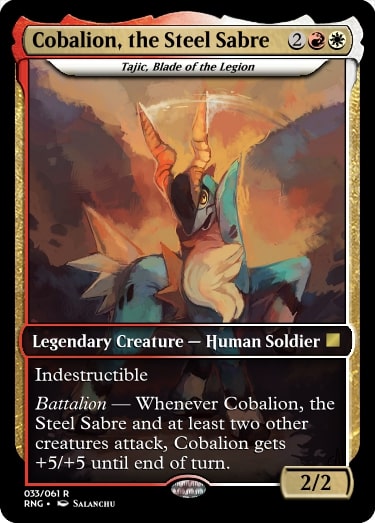 Cobalion, the Steel Sabre 2
Tajic, Blade of the Legion
Legendary Creature — Human Soldier
Indestructible
Battalion — Whenever Cobalion, the
Steel Sabre and at least two other
creatures attack, Cobalion gets
+5/+5 until end of turn.
2/2
033/061 R
RNG • Salanchu